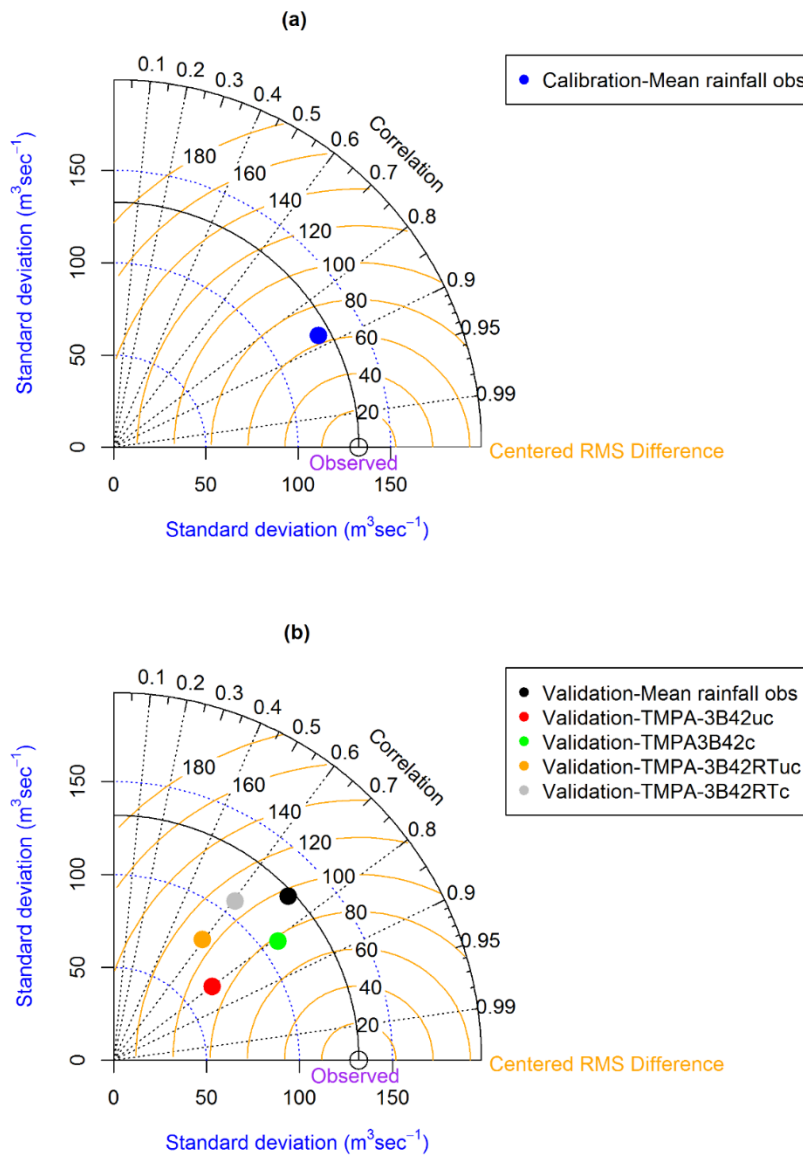 (a)
Calibration-Mean rainfall obs
0.1 0.2 0.3 0.4 0.5 0.6 0.7 0.8 0.9 0.95 0.99
Correlation
180 160 140 120 100 80 60 40 20
Standard deviation (m³sec⁻¹)
0 50 100 150
Observed
Centered RMS Difference
0 50 100 150
Standard deviation (m³sec⁻¹)
(b)
Validation-Mean rainfall obs
Validation-TMPA-3B42uc
Validation-TMPA3B42c
Validation-TMPA-3B42RTuc
Validation-TMPA-3B42RTc
0.1 0.2 0.3 0.4 0.5 0.6 0.7 0.8 0.9 0.95 0.99
Correlation
180 160 140 120 100 80 60 40 20
Standard deviation (m³sec⁻¹)
0 50 100 150
Observed
Centered RMS Difference
0 50 100 150
Standard deviation (m³sec⁻¹)